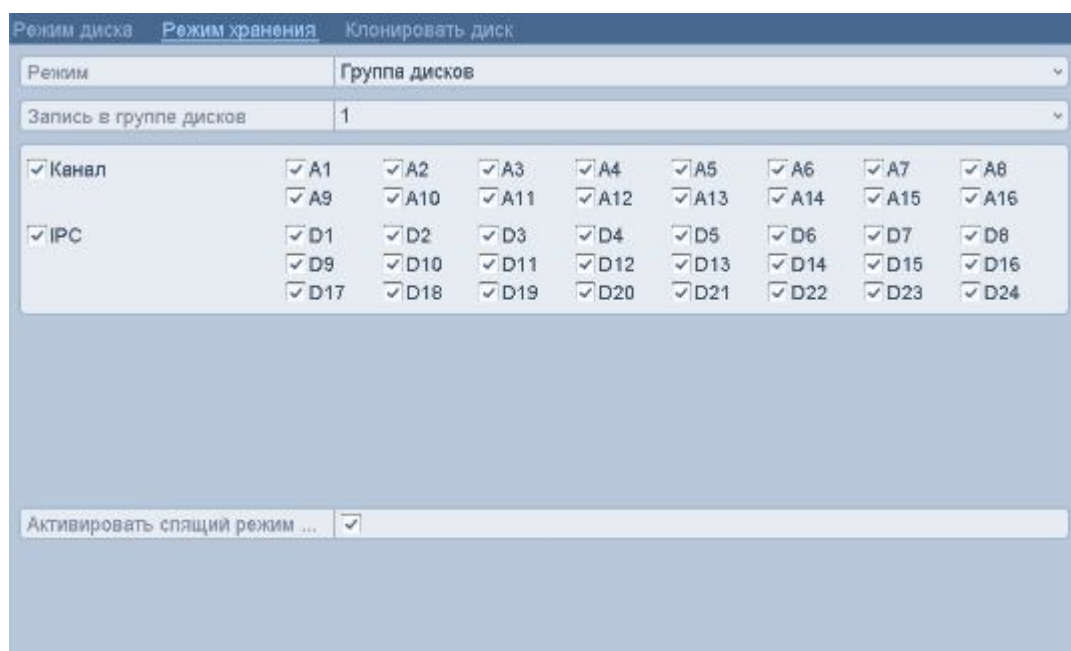 Режим диска Режим хранения Клонировать диск
Режим Группа дисков
Запись в группе дисков 1
Канал A1 A2 A3 A4 A5 A6 A7 A8
A9 A10 A11 A12 A13 A14 A15 A16
IPC D1 D2 D3 D4 D5 D6 D7 D8
D9 D10 D11 D12 D13 D14 D15 D16
D17 D18 D19 D20 D21 D22 D23 D24
Активировать спящий режим ...